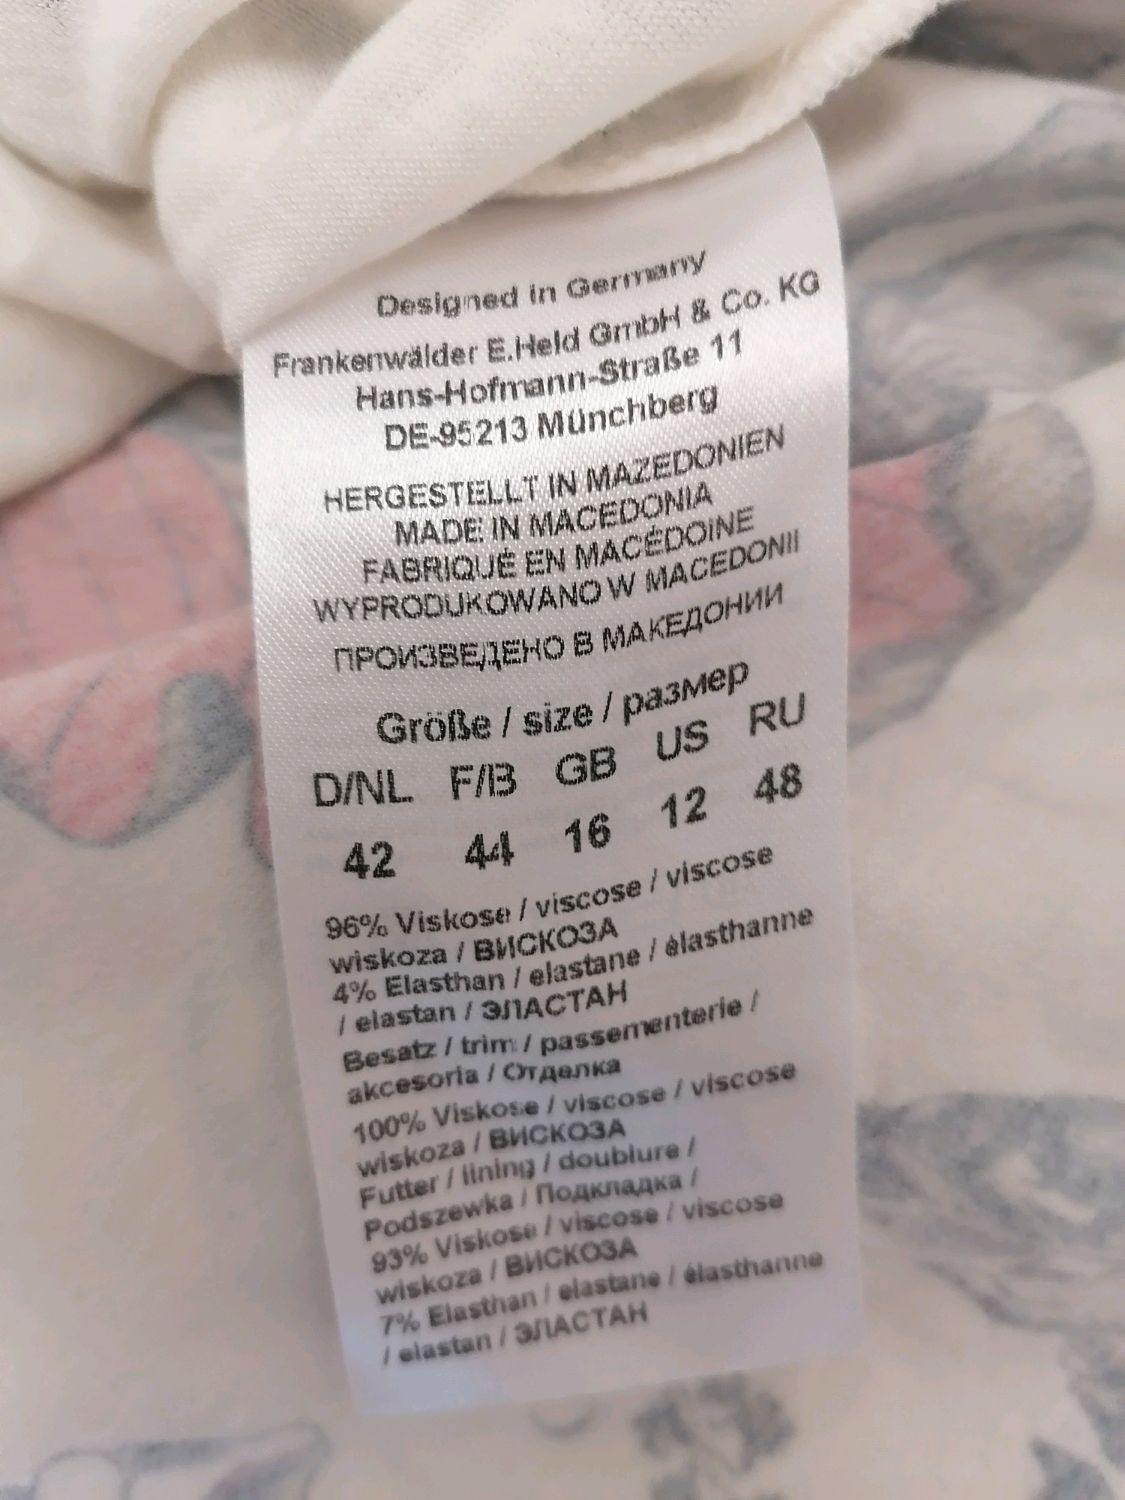 Designed in Germany
Frankenwälder E.Held GmbH & Co. KG
Hans-Hofmann-Straße 11
DE-95213 Münchberg
HERGESTELLT IN MAZEDONIEN
MADE IN MACEDONIA
FABRIQUÉ EN MACÉDOINE
WYPRODUKOWANO W MACEDONII
ПРОИЗВЕДЕНО В МАКЕДОНИИ
Größe / size / размер
D/NL F/B GB US RU
42 44 16 12 48
96% Viskose / viscose / viscose
wiskoza / ВИСКОЗА
4% Elasthan / elastane / élasthanne
/ elastan / ЭЛАСТАН
Besatz / trim / passementerie /
akcesoria / Отделка
100% Viskose / viscose / viscose
wiskoza / ВИСКОЗА
Futter / lining / doublure /
Podszewka / Подкладка /
93% Viskose / viscose / viscose
wiskoza / ВИСКОЗА
7% Elasthan / elastane / élasthanne
/ elastan / ЭЛАСТАН